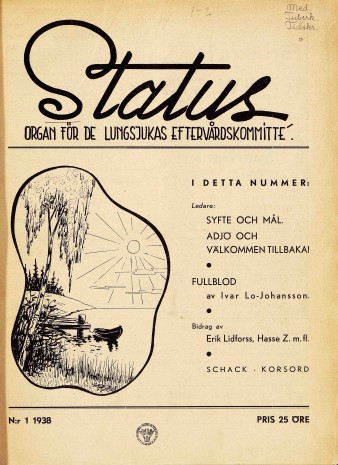 1-2
Med.
Tuberk.
Tidskr.
Status
ORGAN FÖR DE LUNGSJUKAS EFTERVÅRDSKOMMITTÉ.
I DETTA NUMMER:
Ledare:
SYFTE OCH MÅL.
ADJÖ OCH
VÄLKOMMEN TILLBAKA!
FULLBLOD
av Ivar Lo-Johansson.
Bidrag av
Erik Lidforss, Hasse Z. m.fl.
SCHACK · KORSORD
N:r 1 1938
PRIS 25 ÖRE